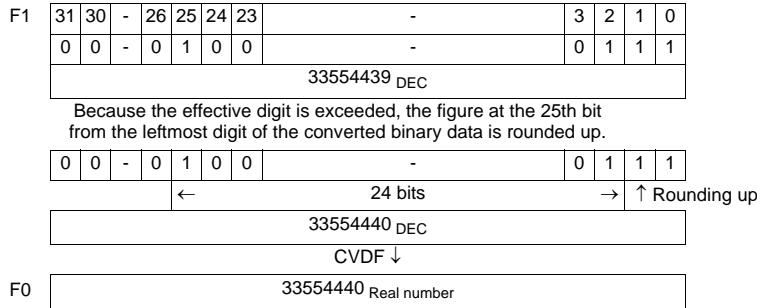 F1 31 30 - 26 25 24 23 - 3 2 1 0
0 0 - 0 1 0 0 - 0 1 1 1
33554439 DEC
Because the effective digit is exceeded, the figure at the 25th bit
from the leftmost digit of the converted binary data is rounded up.
0 0 - 0 1 0 0 - 0 1 1 1
← 24 bits → ↑ Rounding up
33554440 DEC
CVDF ↓
F0 33554440 Real number